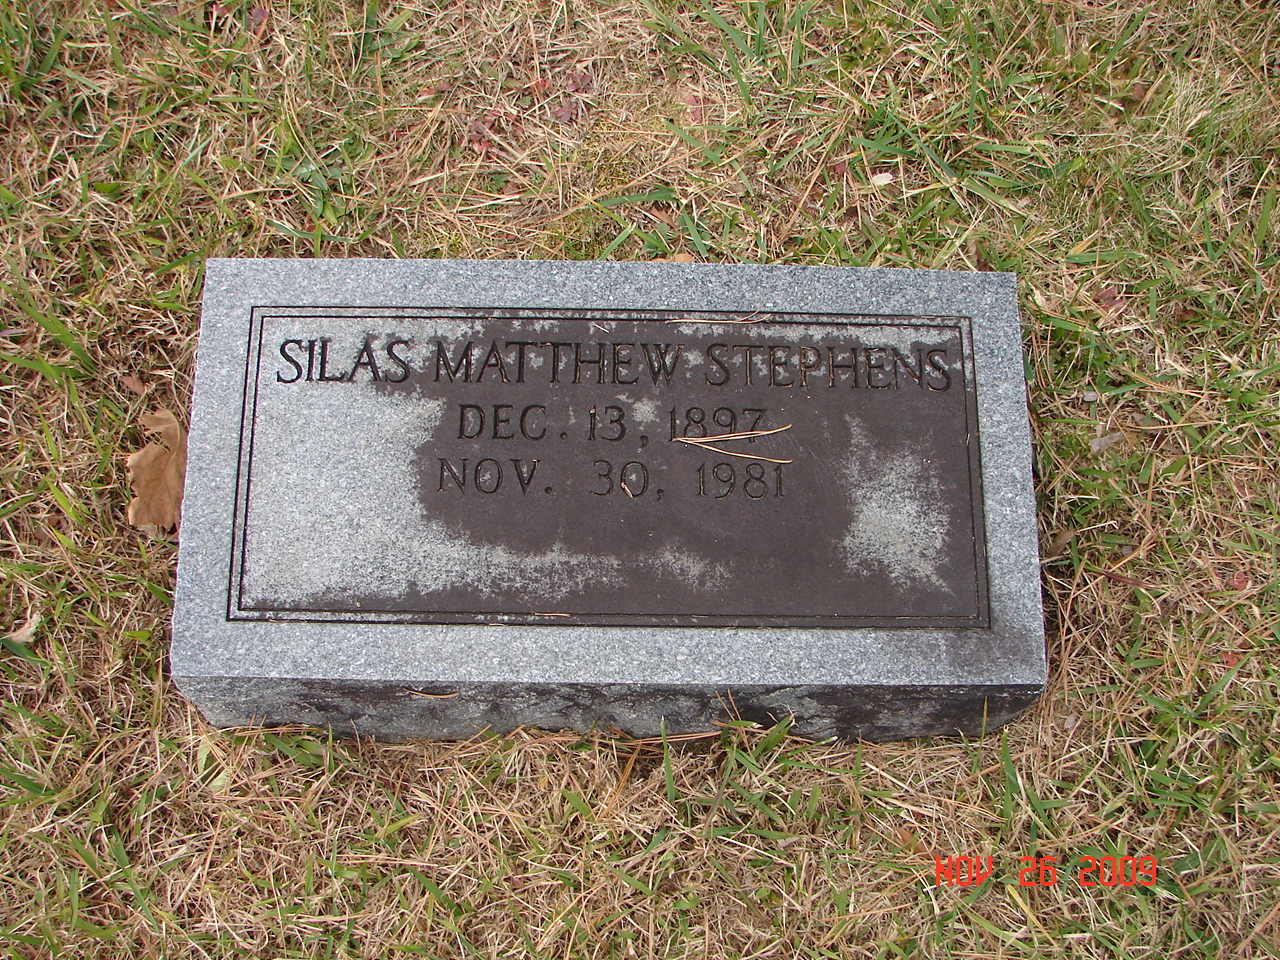 SILAS MATTHEW STEPHENS
DEC. 13, 1897
NOV. 30, 1981
NOV 26 2009